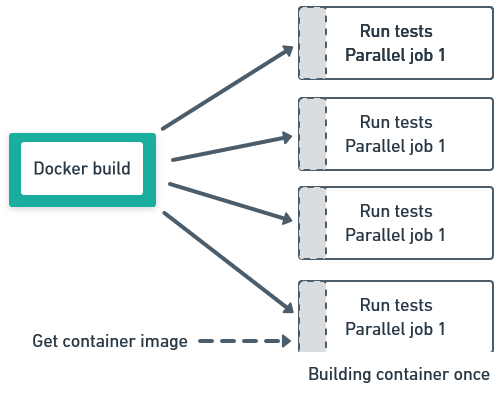 Run tests
Parallel job 1
Run tests
Parallel job 1
Docker build
Run tests
Parallel job 1
Run tests
Parallel job 1
Get container image
Building container once